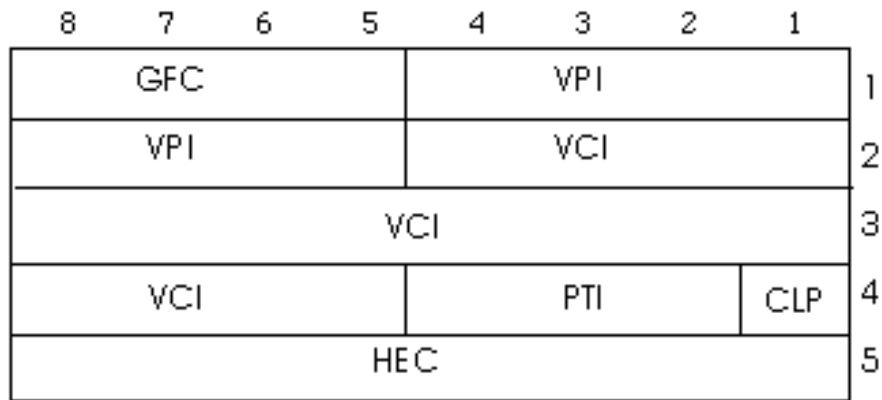 8 7 6 5 4 3 2 1
GFC VPI 1
VPI VCI 2
VCI 3
VCI PTI CLP 4
HEC 5